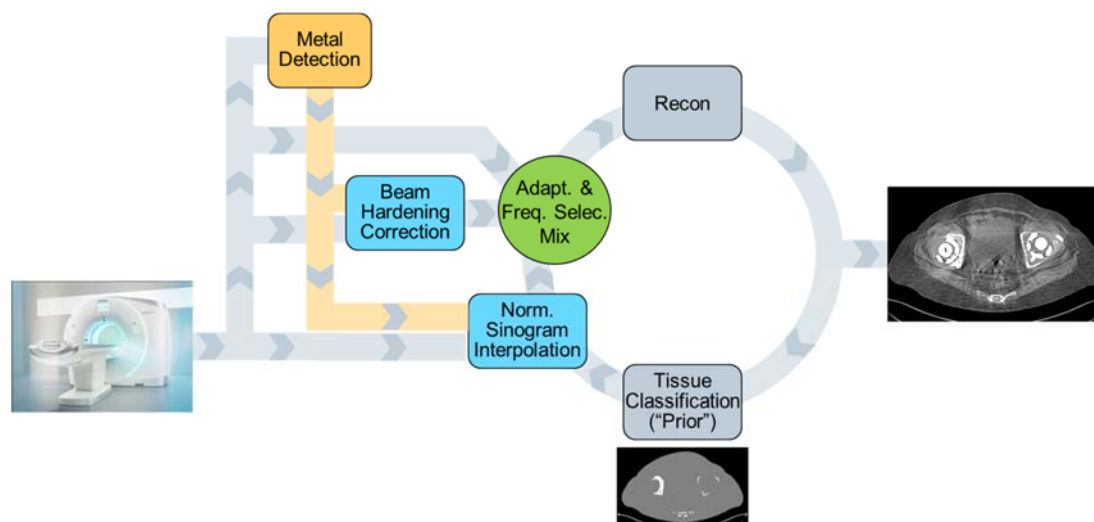 Metal
Detection
Recon
Beam
Hardening
Correction
Adapt. &
Freq. Selec.
Mix
Norm.
Sinogram
Interpolation
Tissue
Classification
(“Prior”)